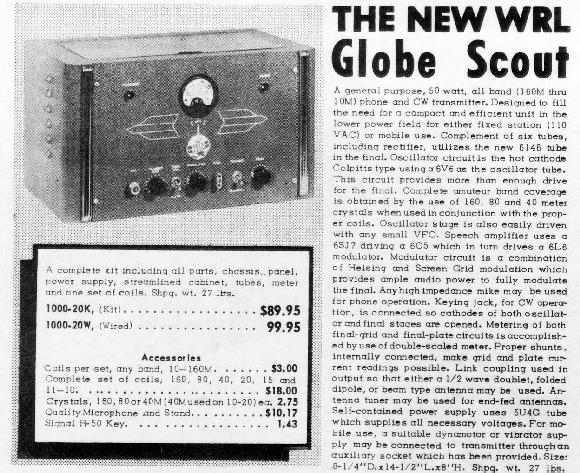 THE NEW WRL
Globe Scout
A general purpose, 50 watt, all band (160M thru
10M) phone and CW transmitter. Designed to fill
the need for a compact and efficient unit in the
lower power field for either fixed station (110
VAC) or mobile use. Complement of six tubes,
including rectifier, utilizes the new 6146 tube
in the final. Oscillator circuit is the hot cathode
Colpitts type using a 6V6 as the oscillator tube.
This circuit provides more than enough drive
for the final. Complete amateur band coverage
is obtained by the use of 160, 80 and 40 meter
crystals when used in conjunction with the prop-
er coils. Oscillator stage is also easily driven
with any small VFO. Speech amplifier uses a
6SJ7 driving a 6C5 which in turn drives a 6L6
modulator. Modulator circuit is a combination
of Heising and Screen Grid modulation which
provides ample audio power to fully modulate
the final. Any high impedance mike may be used
for phone operation. Keying jack, for CW opera-
tion, is connected so cathodes of both oscillat-
or and final stages are opened. Metering of both
final-grid and final-plate circuits is accomplish-
ed by use of double-scaled meter. Proper shunts,
internally connected, make grid and plate cur-
rent readings possible. Link coupling used in
output so that either a 1/2 wave doublet, folded
dipole, or beam type antenna may be used. An-
tenna tuner may be used for end-fed antennas.
Self-contained power supply uses 5U4G tube
which supplies all necessary voltages. For mo-
bile use, a suitable dynamotor or vibrator sup-
ply may be connected to transmitter through an
auxiliary socket which has been provided. Size:
8-1/4"D.x14-1/2"L.x8"H. Shpg. wt. 27 lbs.
A complete kit including all parts, chassis, panel,
power supply, streamlined cabinet, tubes, meter
and one set of coils. Shpg. wt. 27 lbs.
1000-20K, (Kit) $89.95
1000-20W, (Wired) 99.95
Accessories
Coils per set, any band, 10-160M $3.00
Complete set of coils, 160, 80, 40, 20, 15 and
11-10. $18.00
Crystals, 160, 80 or 40M (40M used on 10-20) ea. 2.75
Quality Microphone and Stand $10.17
Signal R-50 Key. 1.43